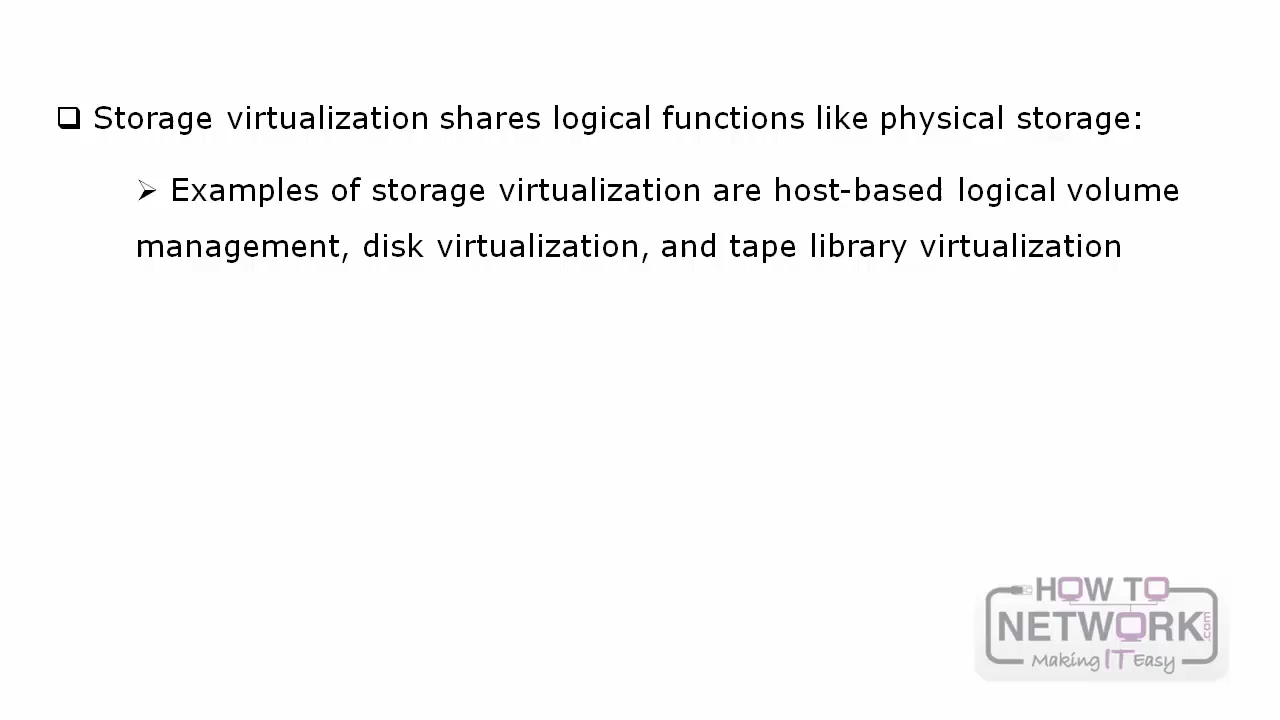 Storage virtualization shares logical functions like physical storage:
Examples of storage virtualization are host-based logical volume
management, disk virtualization, and tape library virtualization
HOW TO
NETWORK.com
Making IT Easy